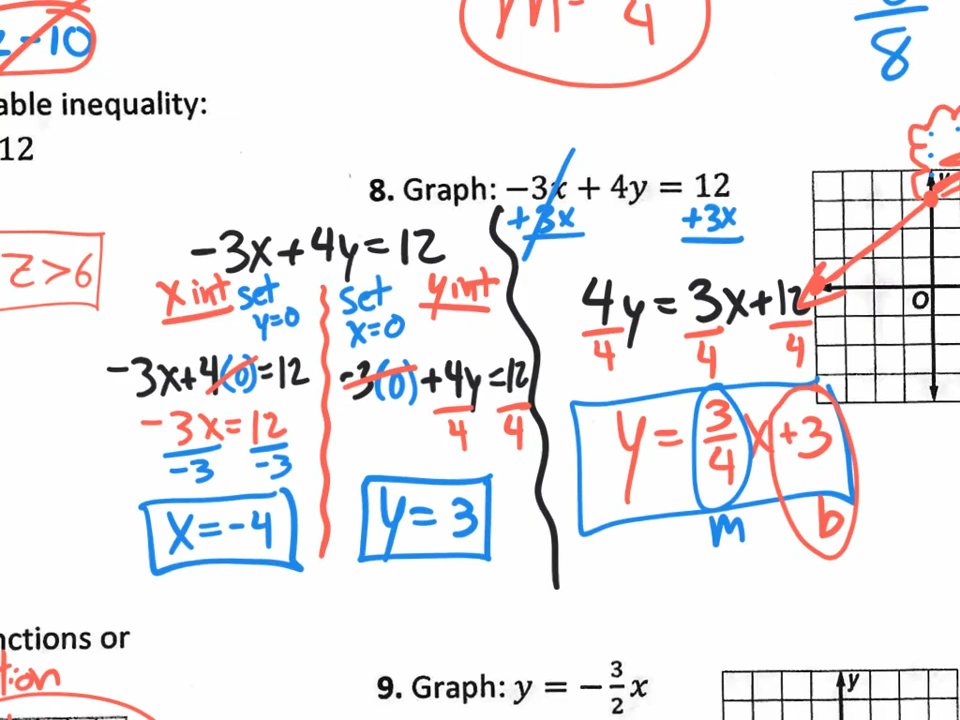 -10
m= 4
8
able inequality:
12
8. Graph: −3x + 4y = 12
+3x +3x
-3x+4y=12
z>6
x int set y=0
set x=0 y int
4y = 3x+12
4 4 4
-3x+4(0)=12
-3(0)+4y=12
4 4
-3x=12
-3 -3
y= 3/4 x +3
m b
x=-4
y=3
O
y
nctions or
tion
9. Graph: y = −3/2 x
y